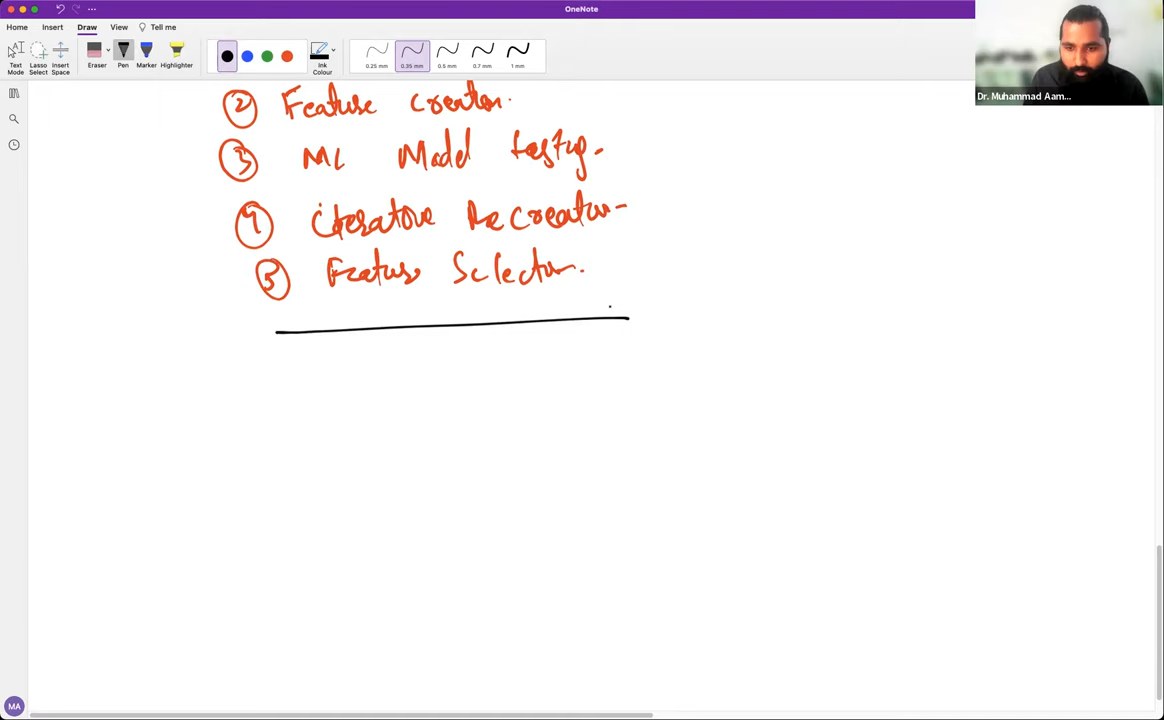 OneNote
Home Insert Draw View Tell me
Text Mode
Lasso Select
Insert Space
Eraser
Pen
Marker
Highlighter
Ink Colour
0.25 mm
0.35 mm
0.5 mm
0.7 mm
1 mm
Dr. Muhammad Aam...
2 Feature Creation.
3 ML Model testing.
4 iterative ReCreation-
5 Feature Selection.
MA